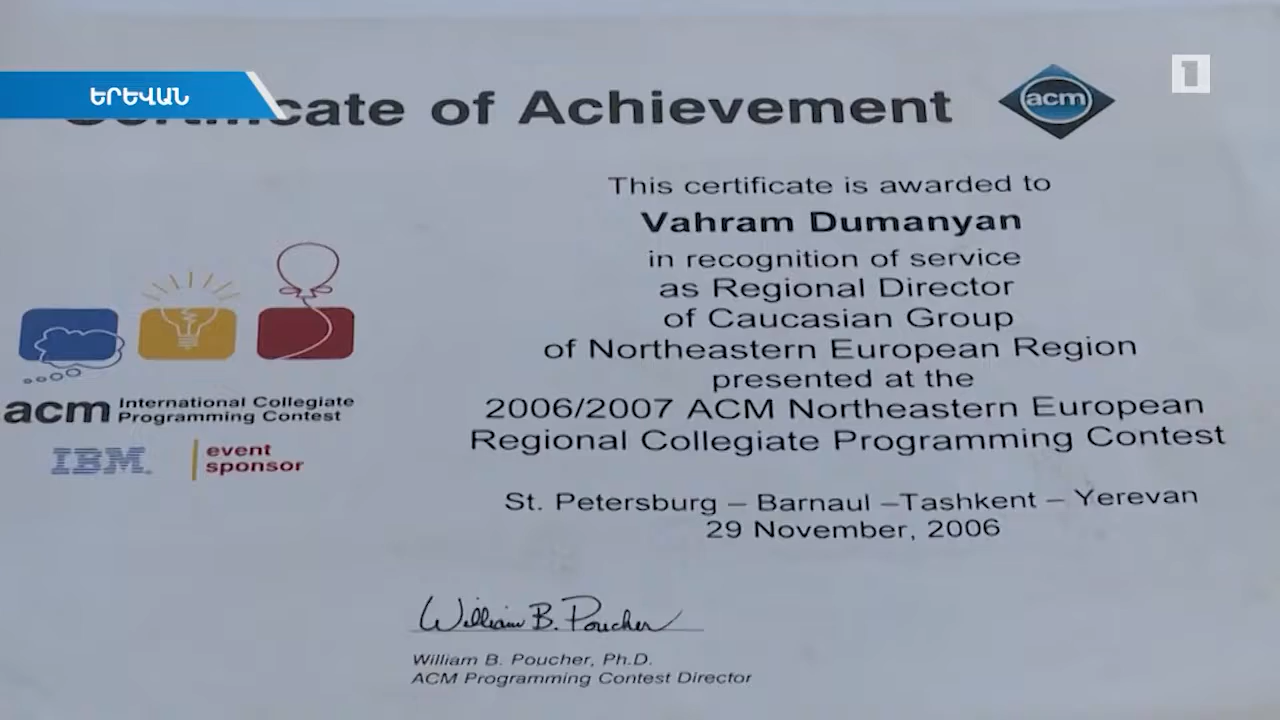 ԵՐԵՎԱՆ
1
Certificate of Achievement
acm
This certificate is awarded to
Vahram Dumanyan
in recognition of service
as Regional Director
of Caucasian Group
of Northeastern European Region
presented at the
2006/2007 ACM Northeastern European
Regional Collegiate Programming Contest
St. Petersburg – Barnaul –Tashkent – Yerevan
29 November, 2006
acm International Collegiate
Programming Contest
IBM. event
sponsor
William B. Poucher
William B. Poucher, Ph.D.
ACM Programming Contest Director